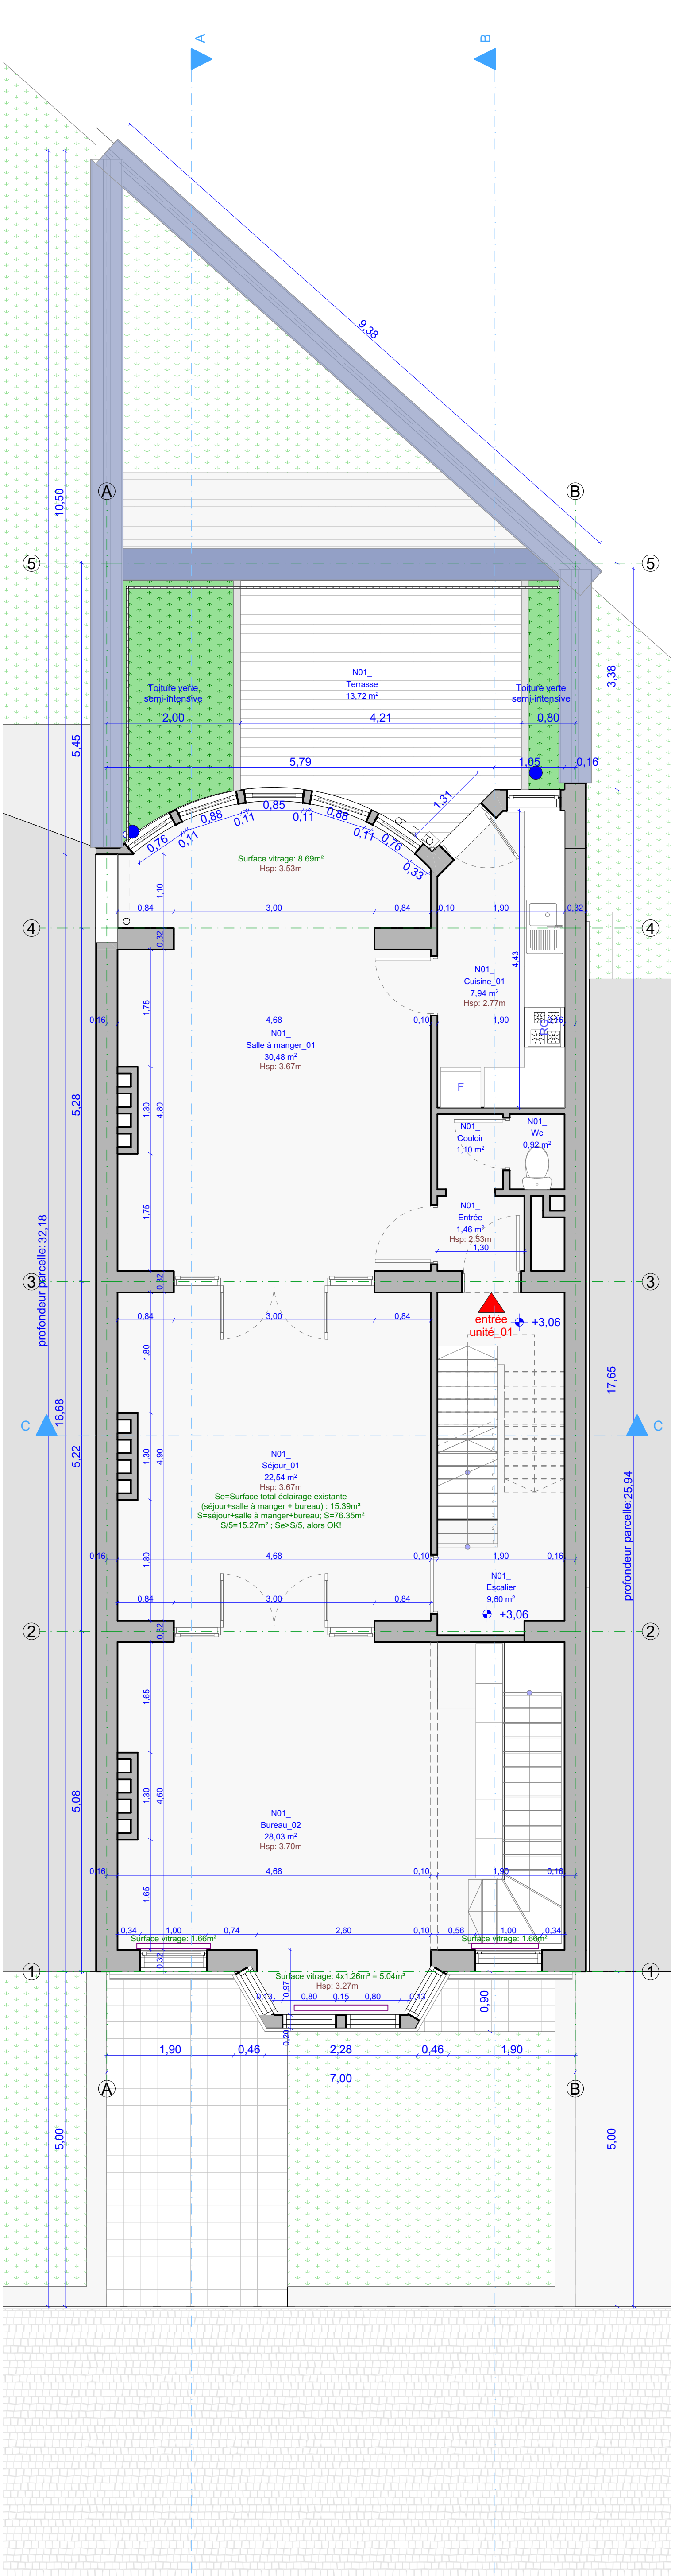 A
B
9,38
10,50
A
B
5
5
N01_
Terrasse
13,72 m²
Toiture verte
semi-intensive
Toiture verte
semi-intensive
2,00
4,21
0,80
3,38
5,45
5,79
1,05
0,16
1,31
0,76
0,11
0,88
0,11
0,85
0,11
0,88
0,11
0,76
0,33
Surface vitrage: 8.69m²
Hsp: 3.53m
1,10
0,84
3,00
0,84
0,10
1,90
0,32
4
4
0,32
4,43
N01_
Cuisine_01
7,94 m²
Hsp: 2.77m
1,75
0,16
4,68
0,10
1,90
0,16
RG
N01_
Salle à manger_01
30,48 m²
Hsp: 3.67m
F
5,28
1,30
4,80
N01_
Couloir
1,10 m²
N01_
Wc
0,92 m²
1,75
N01_
Entrée
1,46 m²
Hsp: 2.53m
1,30
profondeur parcelle: 32,18
3
3
0,32
0,84
3,00
0,84
entrée
unité_01
+3,06
1,80
17,65
16,68
C
C
5,22
1,30
4,90
N01_
Séjour_01
22,54 m²
Hsp: 3.67m
Se=Surface total éclairage existante
(séjour+salle à manger + bureau) : 15.39m²
S=séjour+salle à manger+bureau; S=76.35m²
S/5=15.27m² ; Se>S/5, alors OK!
profondeur parcelle:25,94
1,80
0,16
4,68
0,10
1,90
0,16
N01_
Escalier
9,60 m²
+3,06
0,84
3,00
0,84
2
2
0,32
1,65
5,08
1,30
4,60
N01_
Bureau_02
28,03 m²
Hsp: 3.70m
0,16
4,68
0,10
1,90
0,16
1,65
0,34
1,00
0,74
2,60
0,10
0,56
1,00
0,34
Surface vitrage: 1.66m²
Surface vitrage: 1.66m²
0,32
1
1
Surface vitrage: 4x1.26m² = 5.04m²
Hsp: 3.27m
0,97
0,13
0,80
0,15
0,80
0,13
0,90
0,20
1,90
0,46
2,28
0,46
1,90
7,00
A
B
5,00
5,00